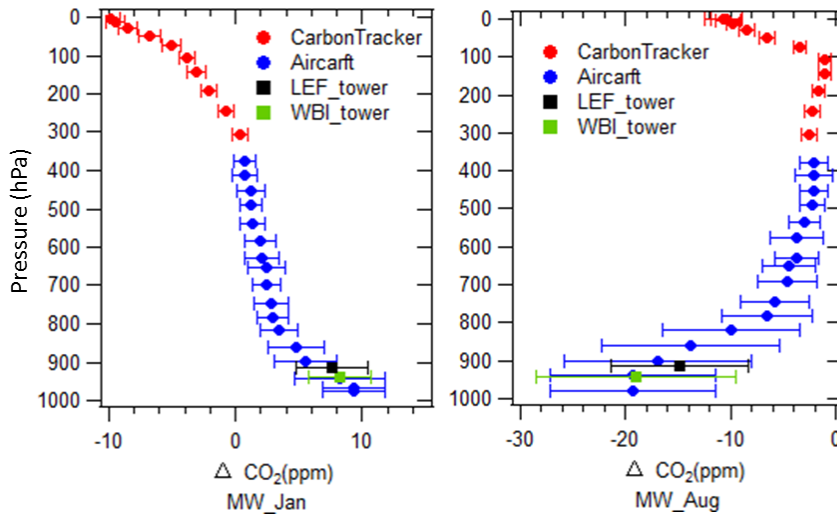 0
100
200
300
400
500
600
700
800
900
1000
Pressure (hPa)
CarbonTracker
Aircarft
LEF_tower
WBI_tower
-10
0
10
Δ CO₂(ppm)
MW_Jan
0
100
200
300
400
500
600
700
800
900
1000
CarbonTracker
Aircarft
LEF_tower
WBI_tower
-30
-20
-10
0
Δ CO₂(ppm)
MW_Aug